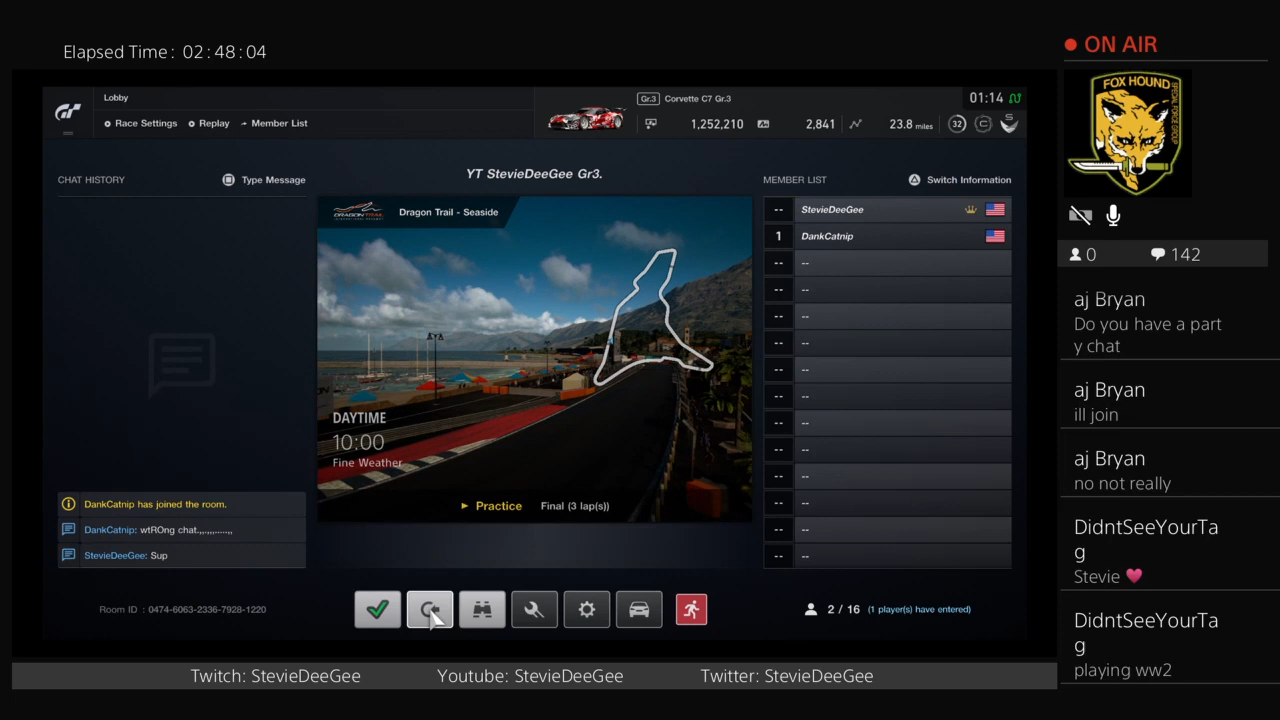 Elapsed Time: 02:48:04
ON AIR
FOX HOUND
SPECIAL FORCE GROUP
Lobby
Race Settings
Replay
Member List
Gr.3
Corvette C7 Gr.3
01:14
1,252,210
2,841
23.8 miles
32
C
S
CHAT HISTORY
Type Message
YT StevieDeeGee Gr3.
MEMBER LIST
Switch Information
DRAGON TRAIL
Dragon Trail - Seaside
-- StevieDeeGee
1 DankCatnip
-- --
-- --
-- --
-- --
-- --
-- --
-- --
-- --
-- --
-- --
-- --
-- --
DAYTIME
10:00
Fine Weather
Practice
Final (3 lap(s))
DankCatnip has joined the room.
DankCatnip: wtROng chat.,,.,,,,.....,,
StevieDeeGee: Sup
Room ID : 0474-6063-2336-7928-1220
2 / 16 (1 player(s) have entered)
Twitch: StevieDeeGee
Youtube: StevieDeeGee
Twitter: StevieDeeGee
0
142
aj Bryan
Do you have a part
y chat
aj Bryan
ill join
aj Bryan
no not really
DidntSeeYourTa
g
Stevie ♥
DidntSeeYourTa
g
playing ww2